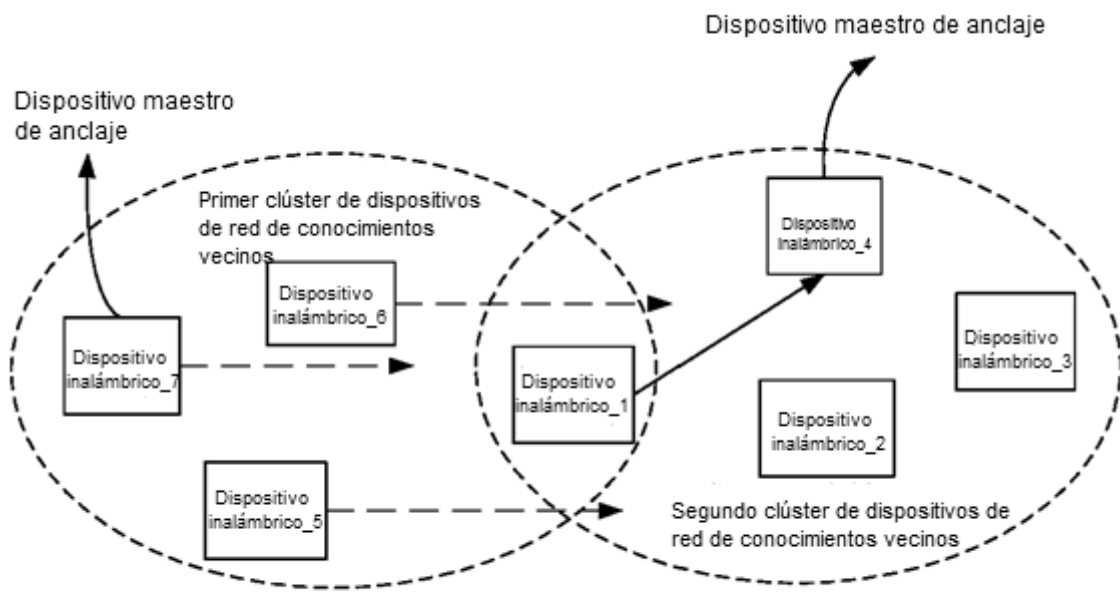 Dispositivo maestro de anclaje
Dispositivo maestro
de anclaje
Primer clúster de dispositivos
de red de conocimientos
vecinos
Dispositivo
inalámbrico_4
Dispositivo
inalámbrico_6
Dispositivo
inalámbrico_3
Dispositivo
inalámbrico_7
Dispositivo
inalámbrico_1
Dispositivo
inalámbrico_2
Dispositivo
inalámbrico_5
Segundo clúster de dispositivos de
red de conocimientos vecinos